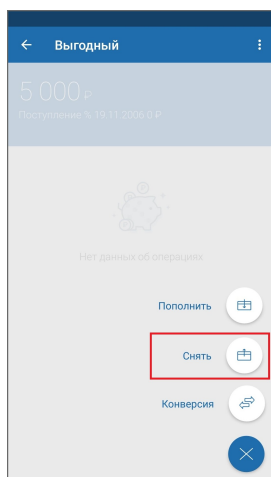 Выгодный
5 000 ₽
Поступление % 19.11.2006 0 ₽
Нет данных об операциях
Пополнить
Снять
Конверсия